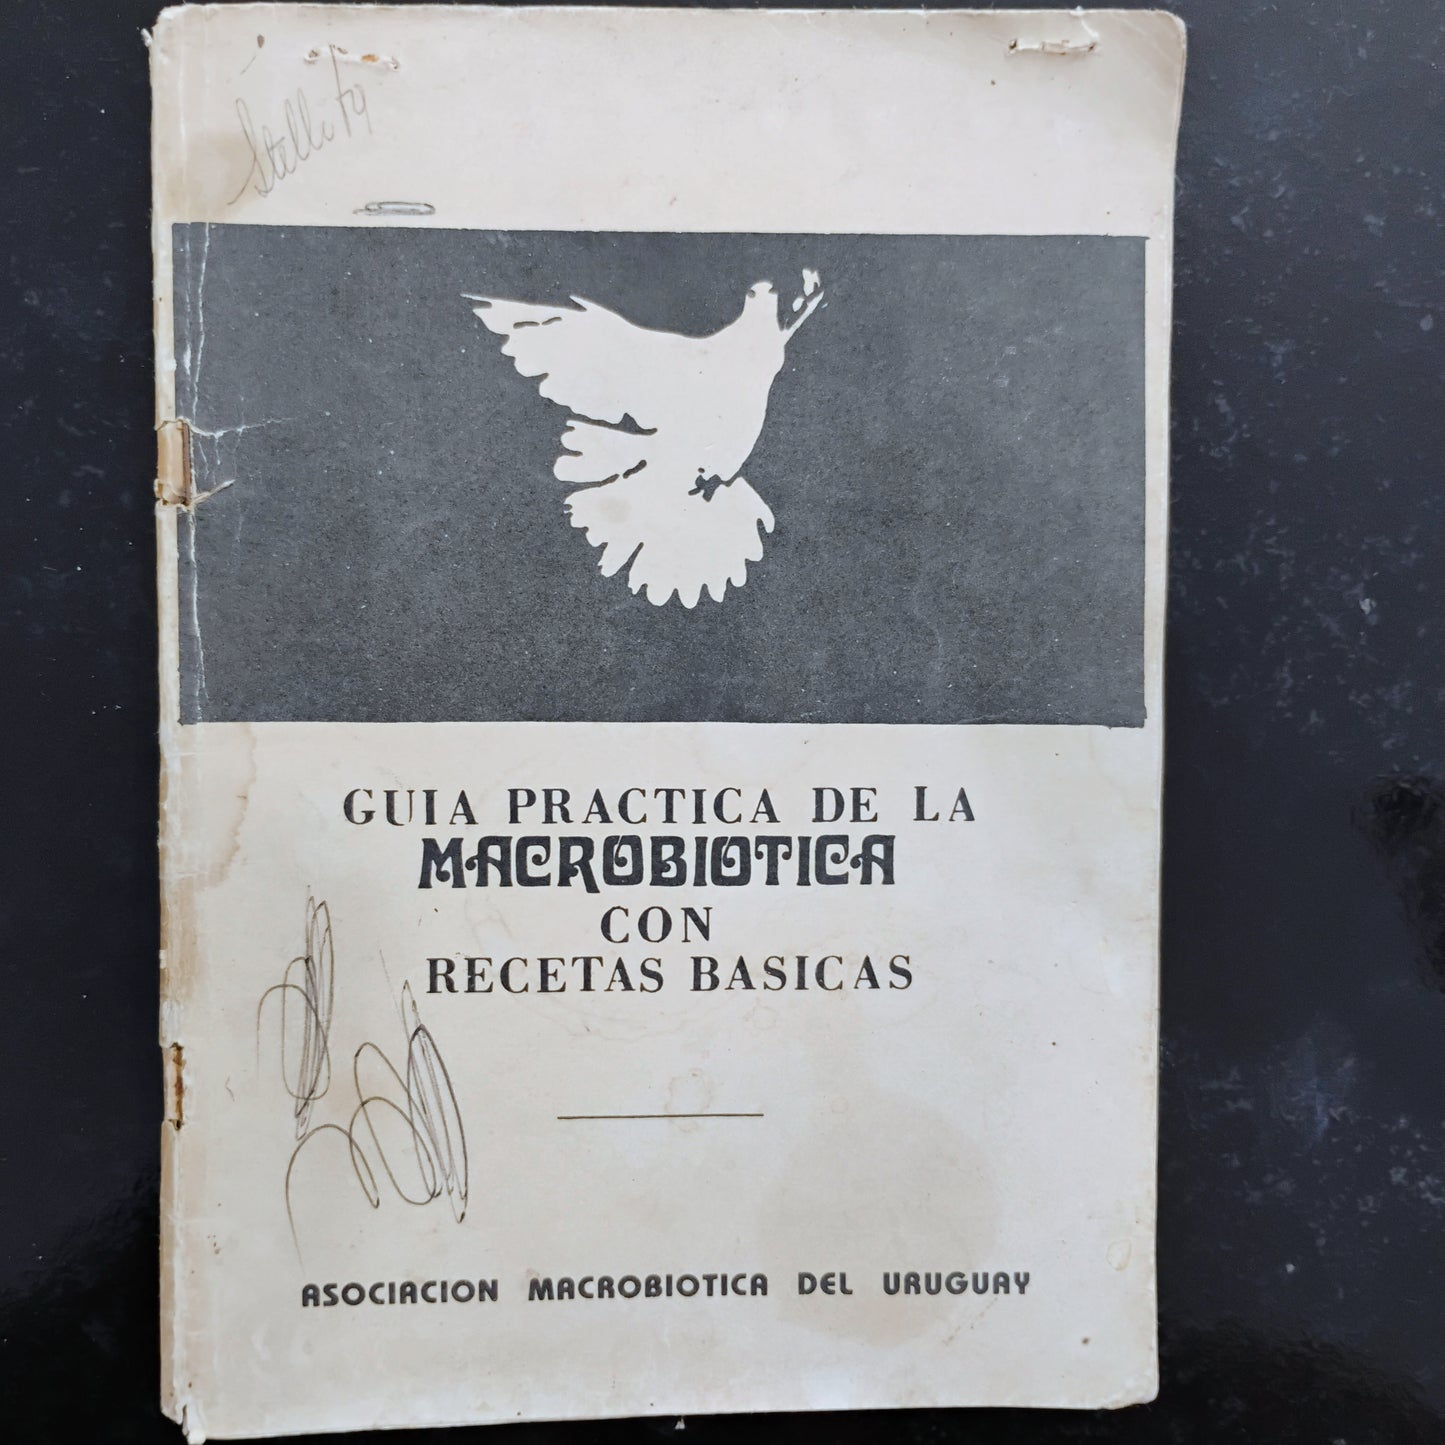 GUIA PRACTICA DE LA
MACROBIOTICA
CON
RECETAS BASICAS
ASOCIACION MACROBIOTICA DEL URUGUAY